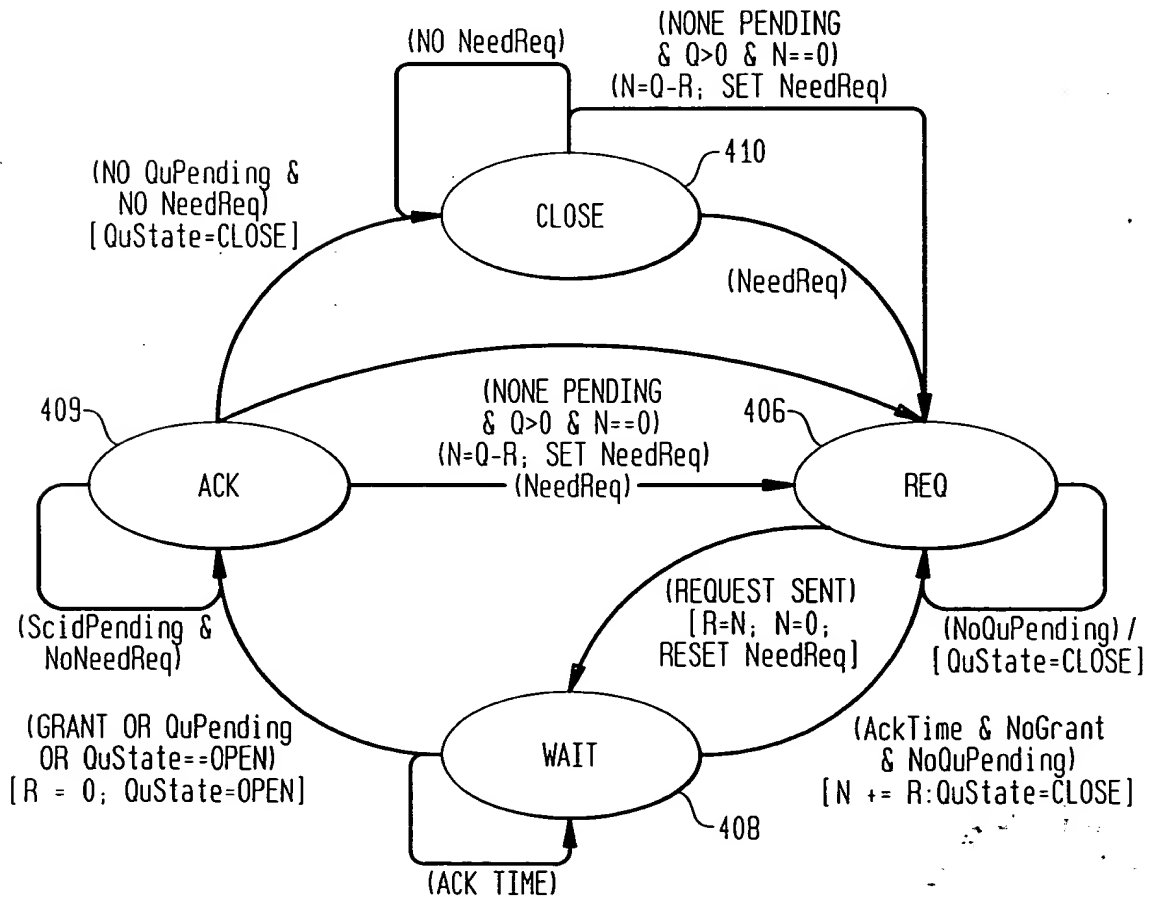 (NO NeedReq)
(NONE PENDING
& Q>0 & N==0)
(N=Q-R; SET NeedReq)
410
(NO QuPending &
NO NeedReq)
[QuState=CLOSE]
CLOSE
(NeedReq)
409
(NONE PENDING
& Q>0 & N==0)
(N=Q-R; SET NeedReq)
(NeedReq)
406
ACK
REQ
(ScidPending &
NoNeedReq)
(REQUEST SENT)
[R=N; N=0;
RESET NeedReq]
(NoQuPending)/
[QuState=CLOSE]
(GRANT OR QuPending
OR QuState==OPEN)
[R = 0; QuState=OPEN]
WAIT
(AckTime & NoGrant
& NoQuPending)
[N += R:QuState=CLOSE]
408
(ACK TIME)